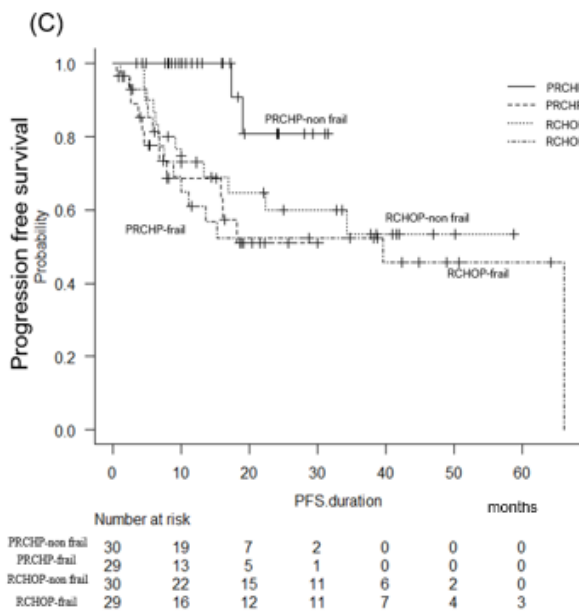 (C)
1.0
0.8
0.6
0.4
0.2
0.0
Progression free survival
Probability
PRCHP-non frail
PRCHP-frail
RCHOP-non frail
RCHOP-frail
PRCHP
PRCHP
RCHOP
RCHOP
0 10 20 30 40 50 60
PFS.duration months
Number at risk
PRCHP-non frail 30 19 7 2 0 0 0
PRCHP-frail 29 13 5 1 0 0 0
RCHOP-non frail 30 22 15 11 6 2 0
RCHOP-frail 29 16 12 11 7 4 3